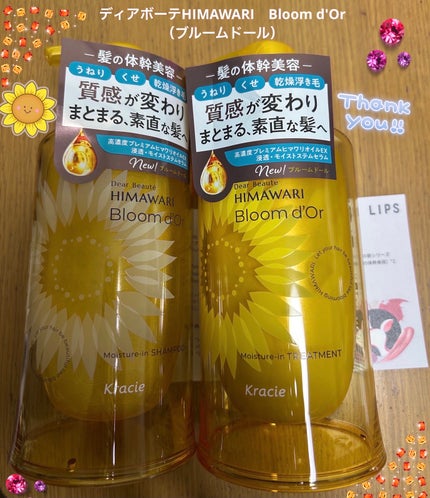 ディアボーテHIMAWARI Bloom d'Or
(ブルームドール)
Thank
you!!
LIPS
髪の体幹美容
うねり くせ 乾燥浮き毛
質感が変わり
まとまる、素直な髪へ
高濃度プレミアムヒマワリオイルEX
浸透・モイストステムセラム
New! ブルームドール
Dear Beauté
HIMAWARI
Bloom d'Or
Moisture-in SHAMPOO
Kracie
髪の体幹美容
うねり くせ 乾燥浮き毛
質感が変わり
まとまる、素直な髪へ
高濃度プレミアムヒマワリオイルEX
浸透・モイストステムセラム
New! ブルームドール
Dear Beauté
HIMAWARI
Bloom d'Or
Moisture-in TREATMENT
Kracie